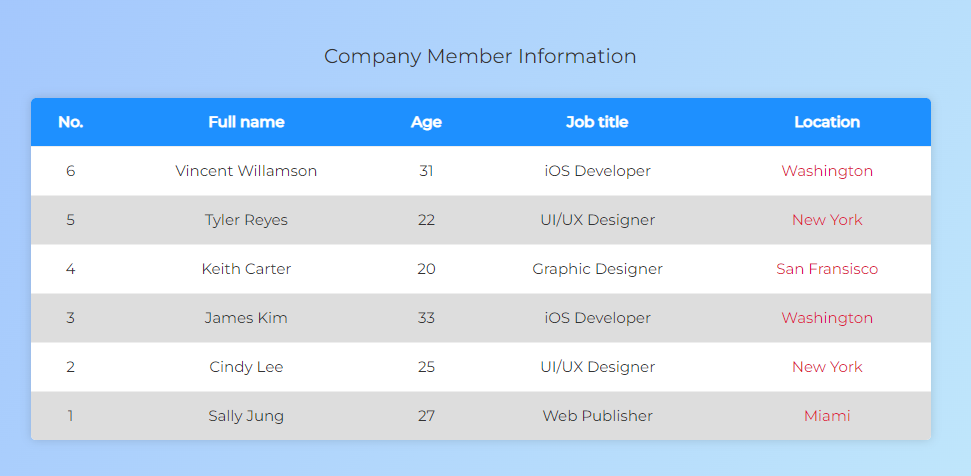 Company Member Information
No. Full name Age Job title Location
6 Vincent Willamson 31 iOS Developer Washington
5 Tyler Reyes 22 UI/UX Designer New York
4 Keith Carter 20 Graphic Designer San Fransisco
3 James Kim 33 iOS Developer Washington
2 Cindy Lee 25 UI/UX Designer New York
1 Sally Jung 27 Web Publisher Miami